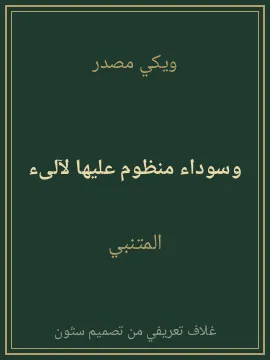 ويكي مصدر
وسوداء منظوم عليها لآلىء
المتنبي
غلاف تعريفي من تصميم سثون